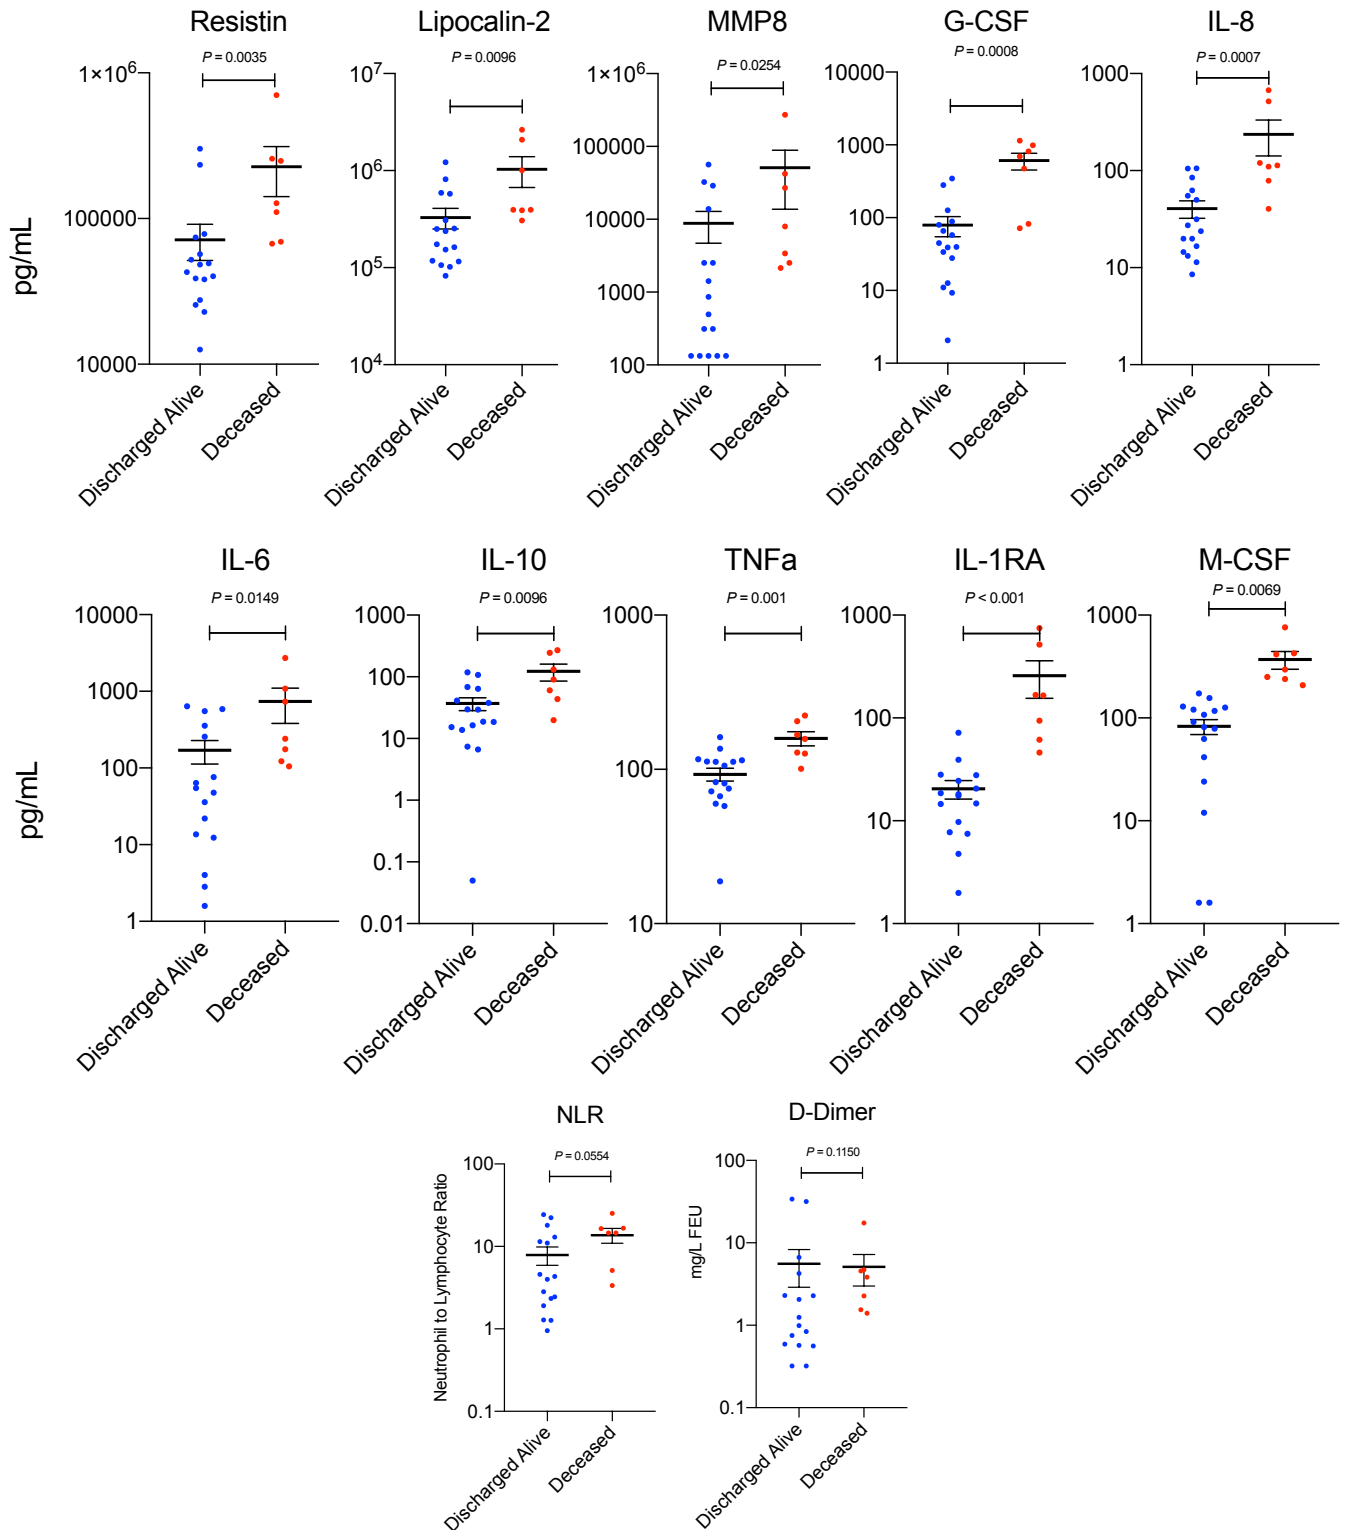 Resistin
Lipocalin-2
MMP8
G-CSF
IL-8
P = 0.0035
P = 0.0096
P = 0.0254
P = 0.0008
P = 0.0007
pg/mL
1×10⁶
100000
10000
10⁷
10⁶
10⁵
10⁴
1×10⁶
100000
10000
1000
100
10000
1000
100
10
1
1000
100
10
1
Discharged Alive
Deceased
Discharged Alive
Deceased
Discharged Alive
Deceased
Discharged Alive
Deceased
Discharged Alive
Deceased
IL-6
IL-10
TNFa
IL-1RA
M-CSF
P = 0.0149
P = 0.0096
P = 0.001
P < 0.001
P = 0.0069
pg/mL
10000
1000
100
10
1
1000
100
10
1
0.1
0.01
1000
100
10
1000
100
10
1
1000
100
10
1
Discharged Alive
Deceased
Discharged Alive
Deceased
Discharged Alive
Deceased
Discharged Alive
Deceased
Discharged Alive
Deceased
NLR
D-Dimer
P = 0.0554
P = 0.1150
Neutrophil to Lymphocyte Ratio
100
10
1
0.1
mg/L FEU
100
10
1
0.1
Discharged Alive
Deceased
Discharged Alive
Deceased